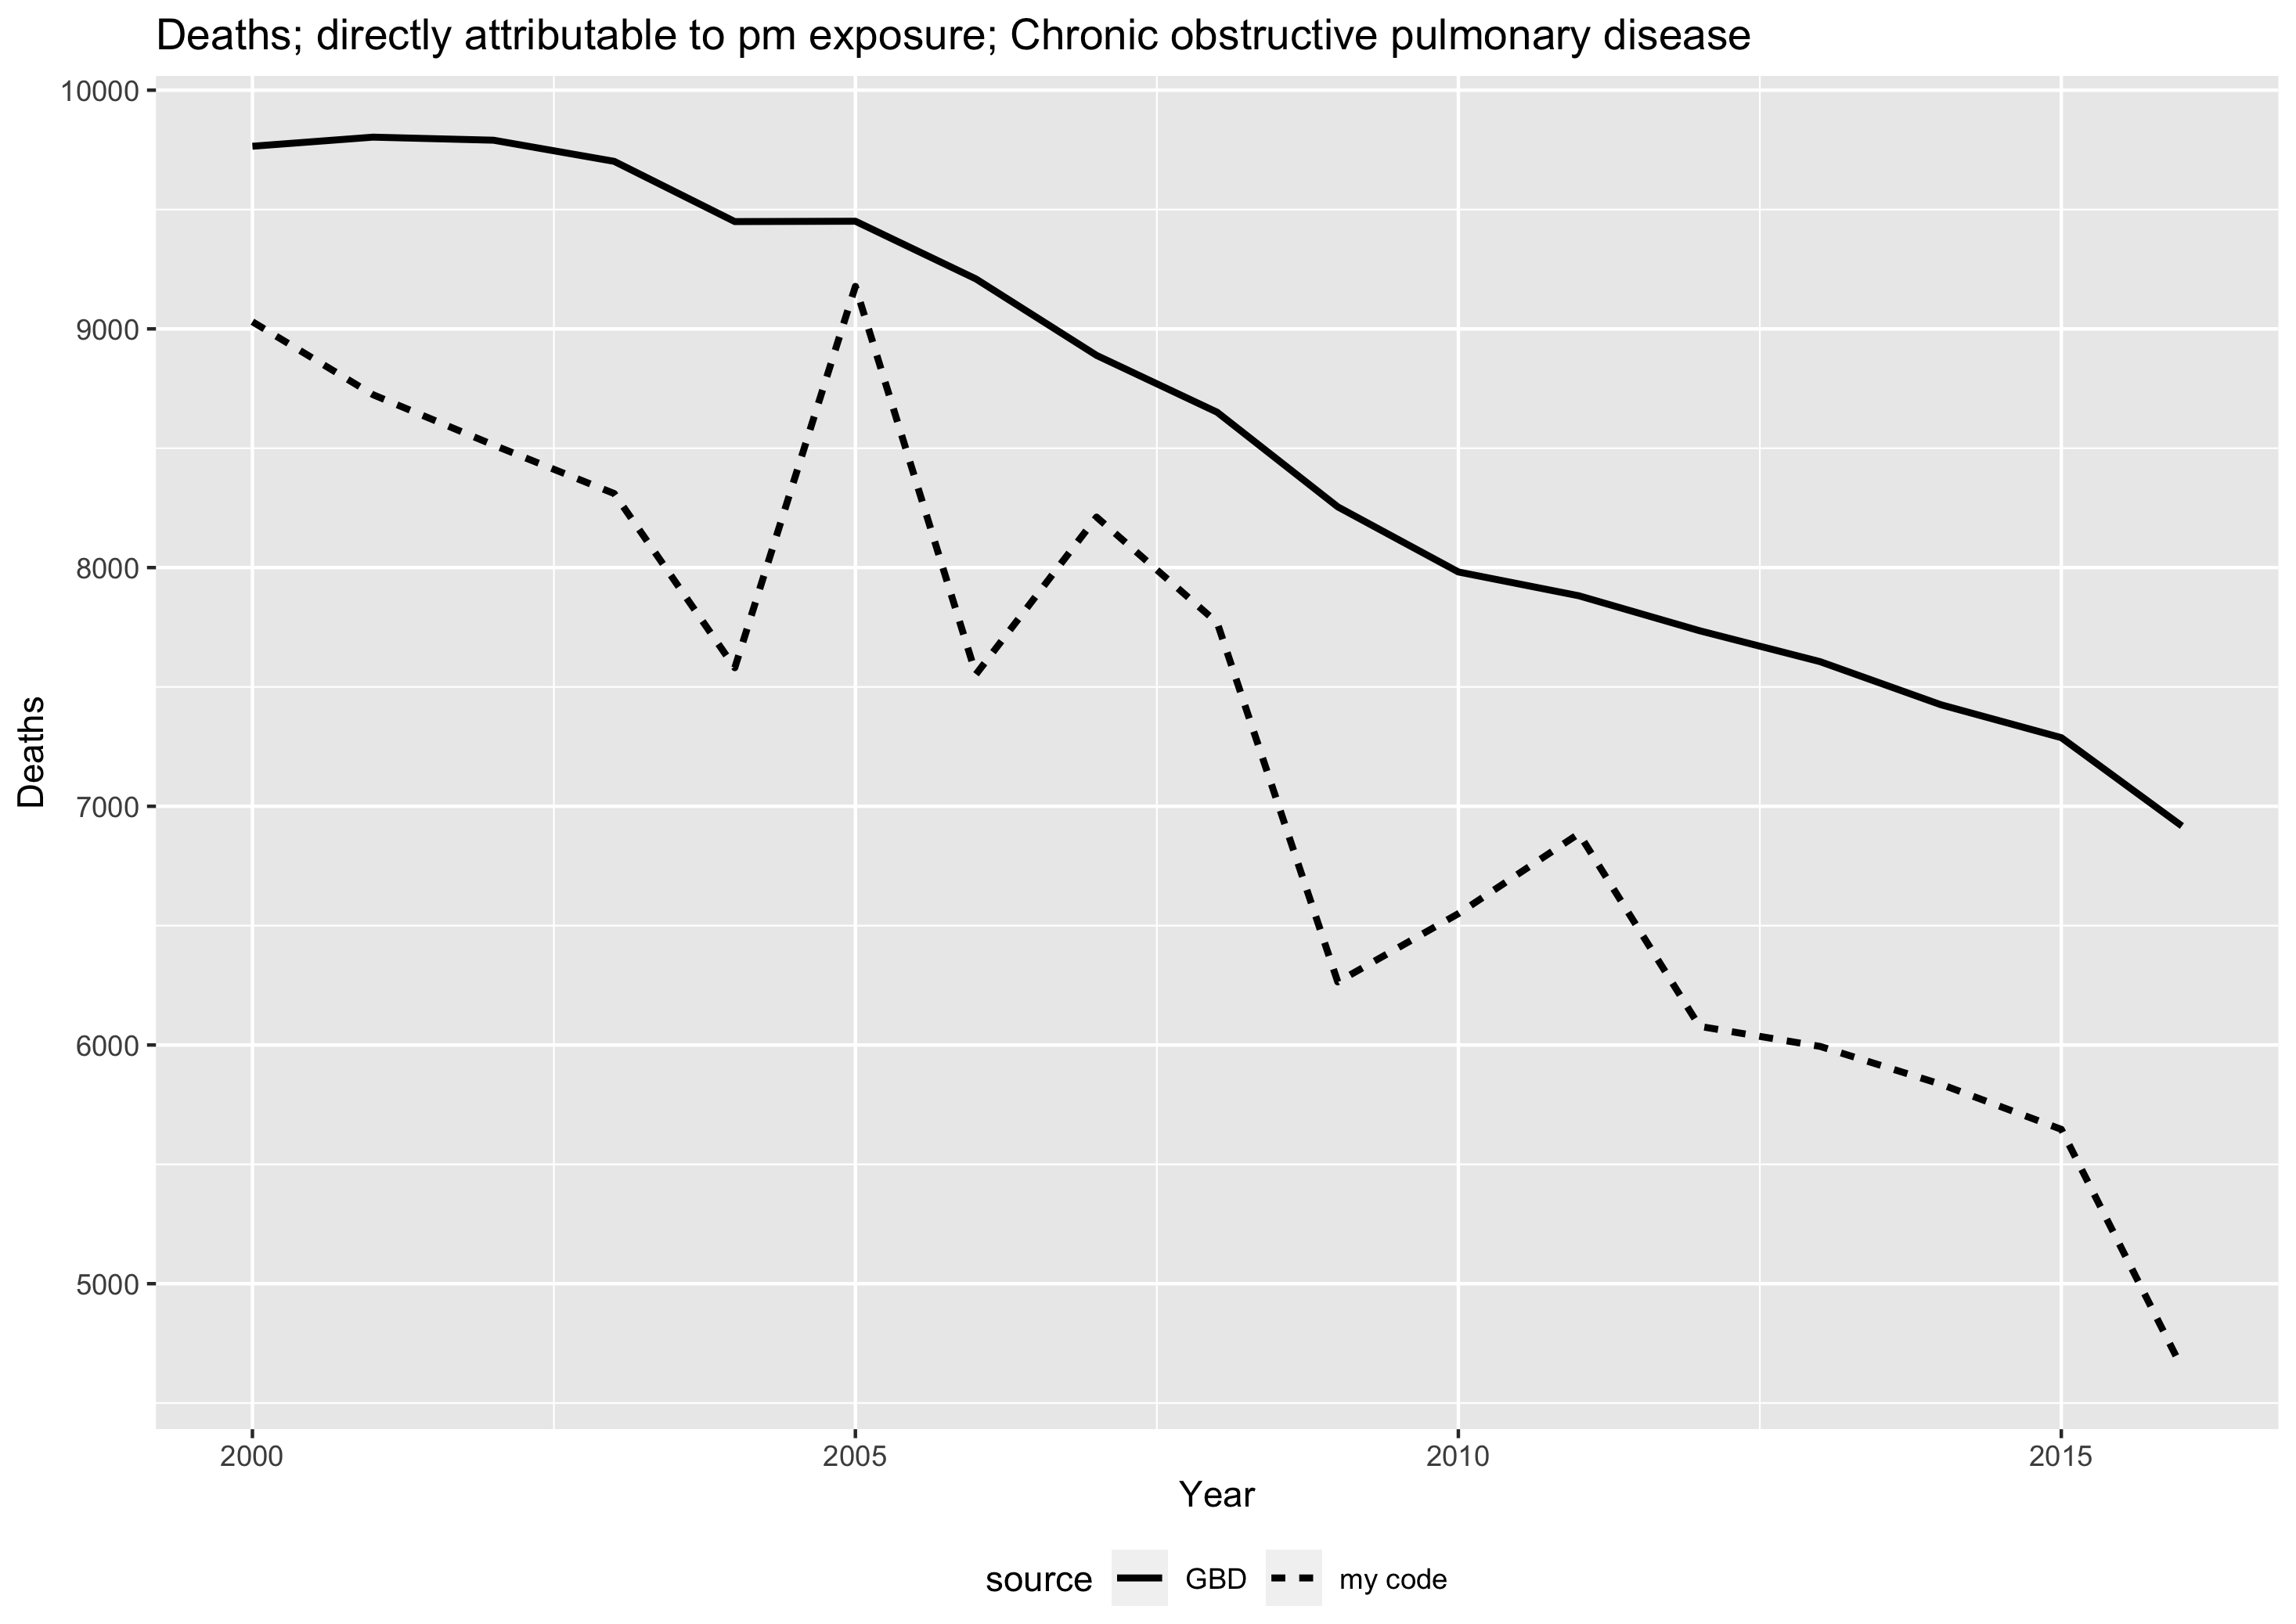 Deaths; directly attributable to pm exposure; Chronic obstructive pulmonary disease
10000
9000
8000
7000
6000
5000
Deaths
2000 2005 2010 2015
Year
source GBD my code